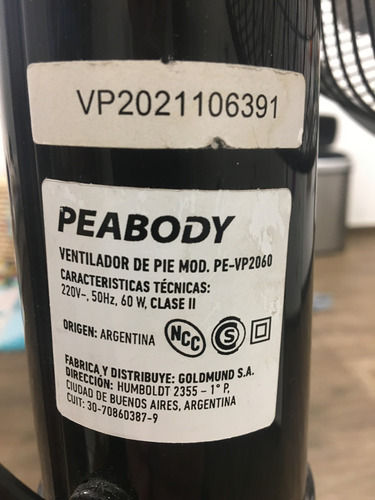 VP2021106391
PEABODY
VENTILADOR DE PIE MOD. PE-VP2060
CARACTERISTICAS TÉCNICAS:
220V~, 50Hz, 60 W, CLASE II
ORIGEN: ARGENTINA NCC S
FABRICA Y DISTRIBUYE: GOLDMUND S.A.
DIRECCIÓN: HUMBOLDT 2355 - 1° P,
CIUDAD DE BUENOS AIRES, ARGENTINA
CUIT: 30-70860387-9